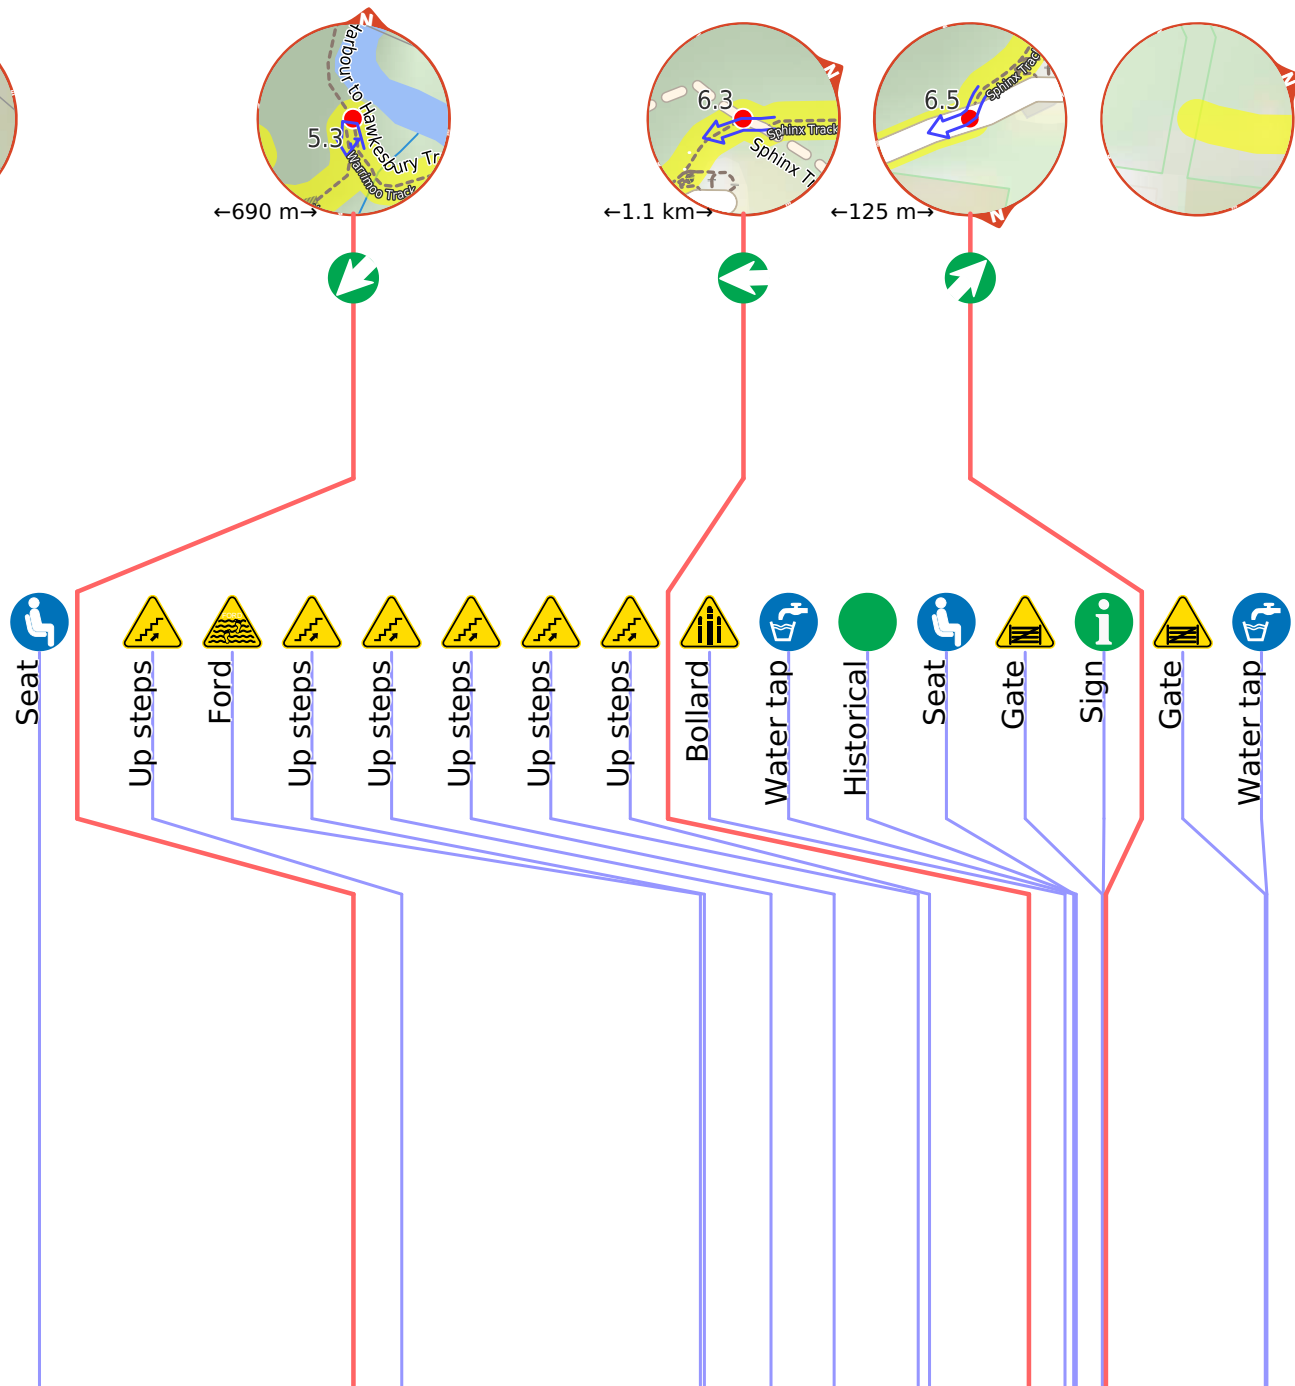 N
Harbour to Hawkesbury Tr
5.3
Warrimoo Track
←690 m→
N
6.3
Sphinx Track
Sphinx Tr
←1.1 km→
6.5
Sphinx Trac
N
←125 m→
N
Seat
Up steps
Ford
Up steps
Up steps
Up steps
Up steps
Up steps
Bollard
Water tap
Historical
Seat
Gate
Sign
Gate
Water tap